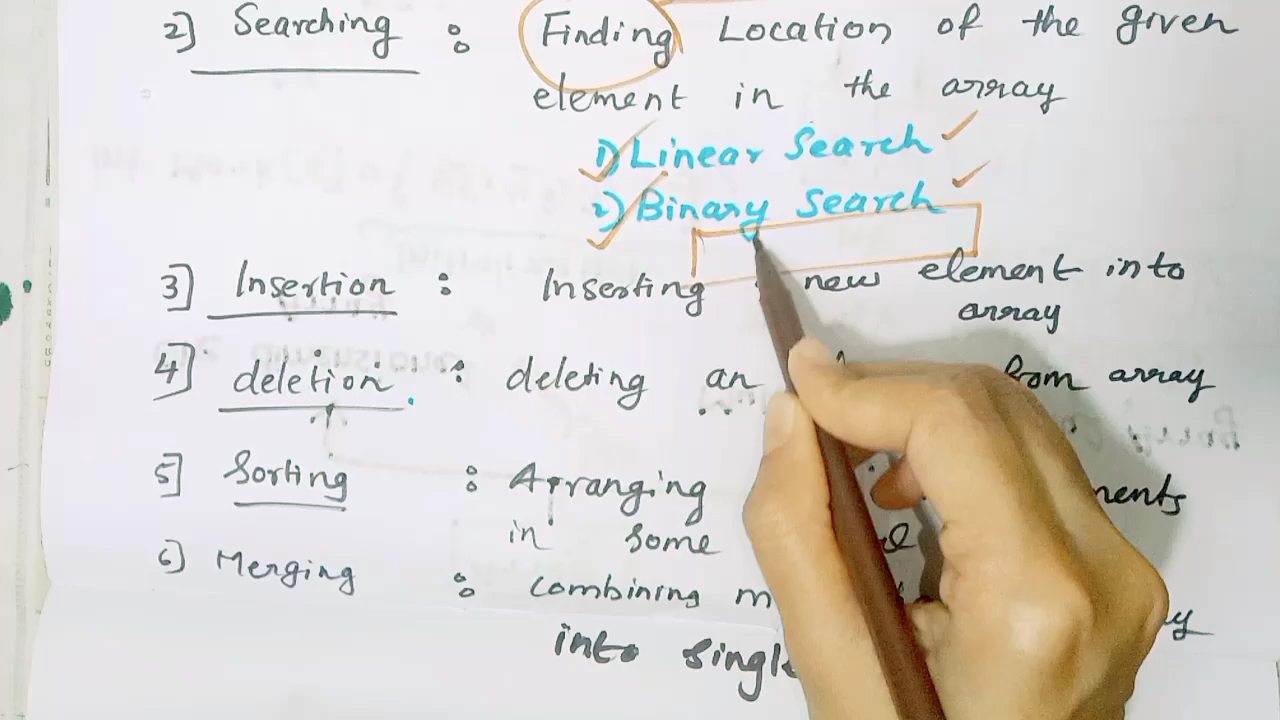 2] Searching : Finding Location of the given
element in the array
1) Linear Search
2) Binary Search
3] Insertion : Inserting new element into
array
4] deletion : deleting an from array
5] Sorting : Arranging
in some
6) Merging : combining
into single